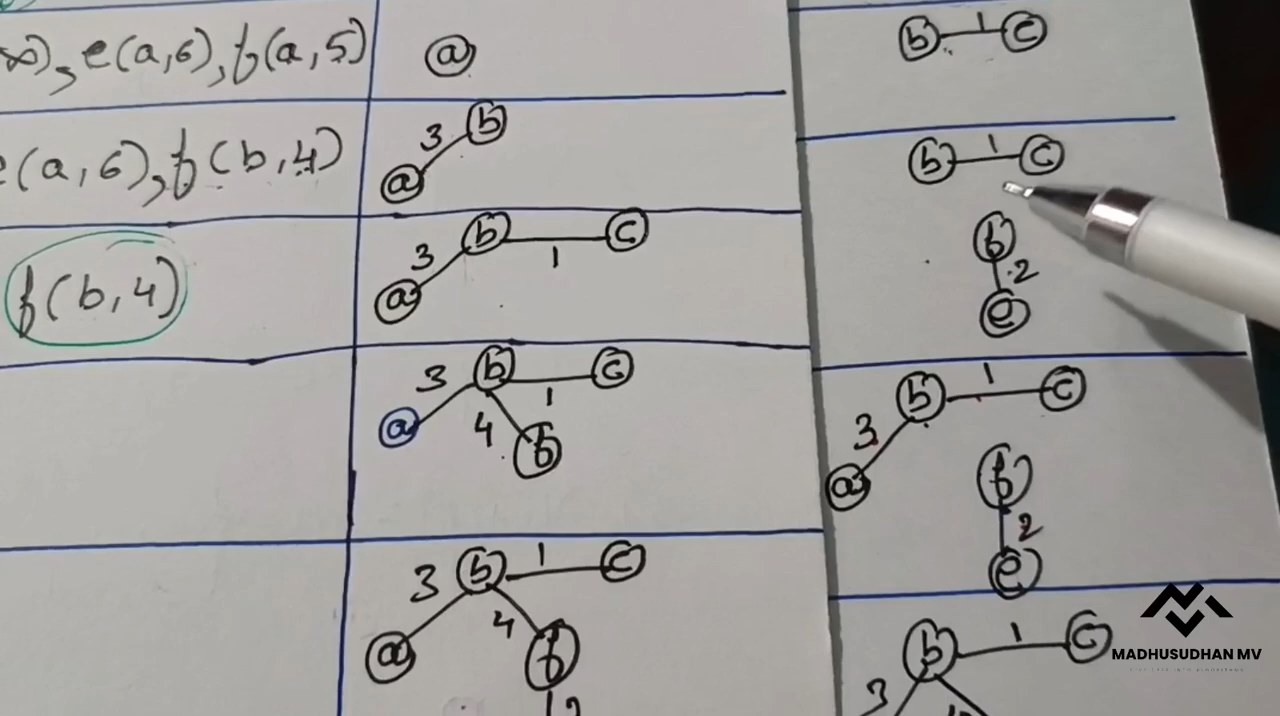 ∞), e(a,6), f(a,5)
a
e(a,6), f(b,4)
3 b
a
f(b,4)
3 b 1 c
a
3 b 1 c
a 4 f
3 b 1 c
a 4 f
2
b 1 c
b 1 c
f
2
e
b 1 c
3
a f
2
e
b 1 c
3
MADHUSUDHAN MV